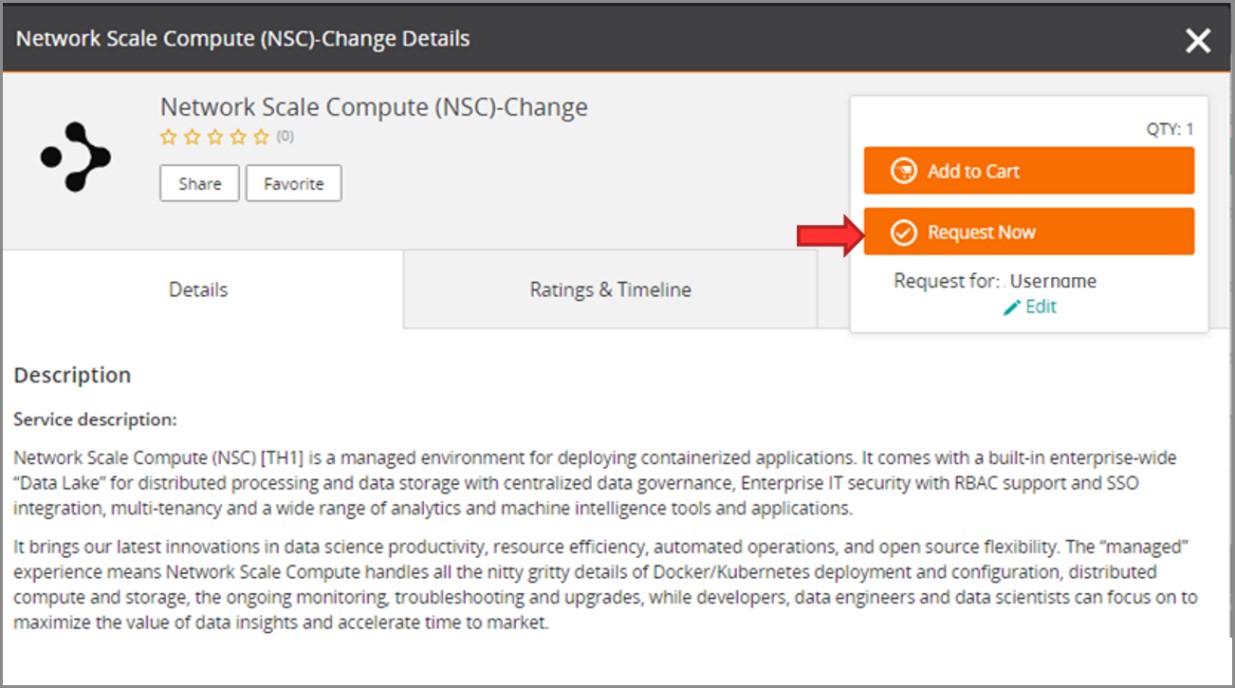 Network Scale Compute (NSC)-Change Details
Network Scale Compute (NSC)-Change
(0)
Share
Favorite
QTY: 1
Add to Cart
Request Now
Request for: Username
Edit
Details
Ratings & Timeline
Description
Service description:
Network Scale Compute (NSC) [TH1] is a managed environment for deploying containerized applications. It comes with a built-in enterprise-wide
“Data Lake” for distributed processing and data storage with centralized data governance, Enterprise IT security with RBAC support and SSO
integration, multi-tenancy and a wide range of analytics and machine intelligence tools and applications.
It brings our latest innovations in data science productivity, resource efficiency, automated operations, and open source flexibility. The “managed”
experience means Network Scale Compute handles all the nitty gritty details of Docker/Kubernetes deployment and configuration, distributed
compute and storage, the ongoing monitoring, troubleshooting and upgrades, while developers, data engineers and data scientists can focus on to
maximize the value of data insights and accelerate time to market.